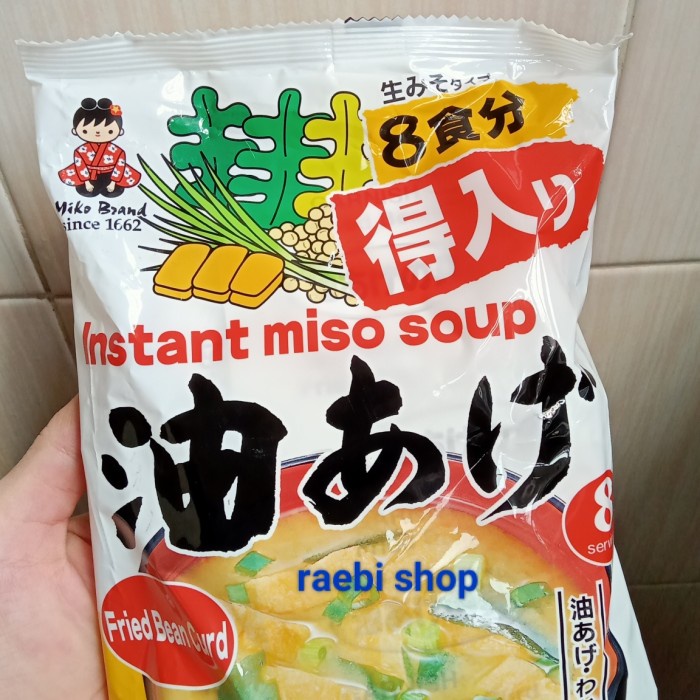 生みそタイプ
8食分
得入り
Miko Brand
since 1662
Instant miso soup
油あげ
8
raebi shop
Fried Bean Curd
油あげ・わ